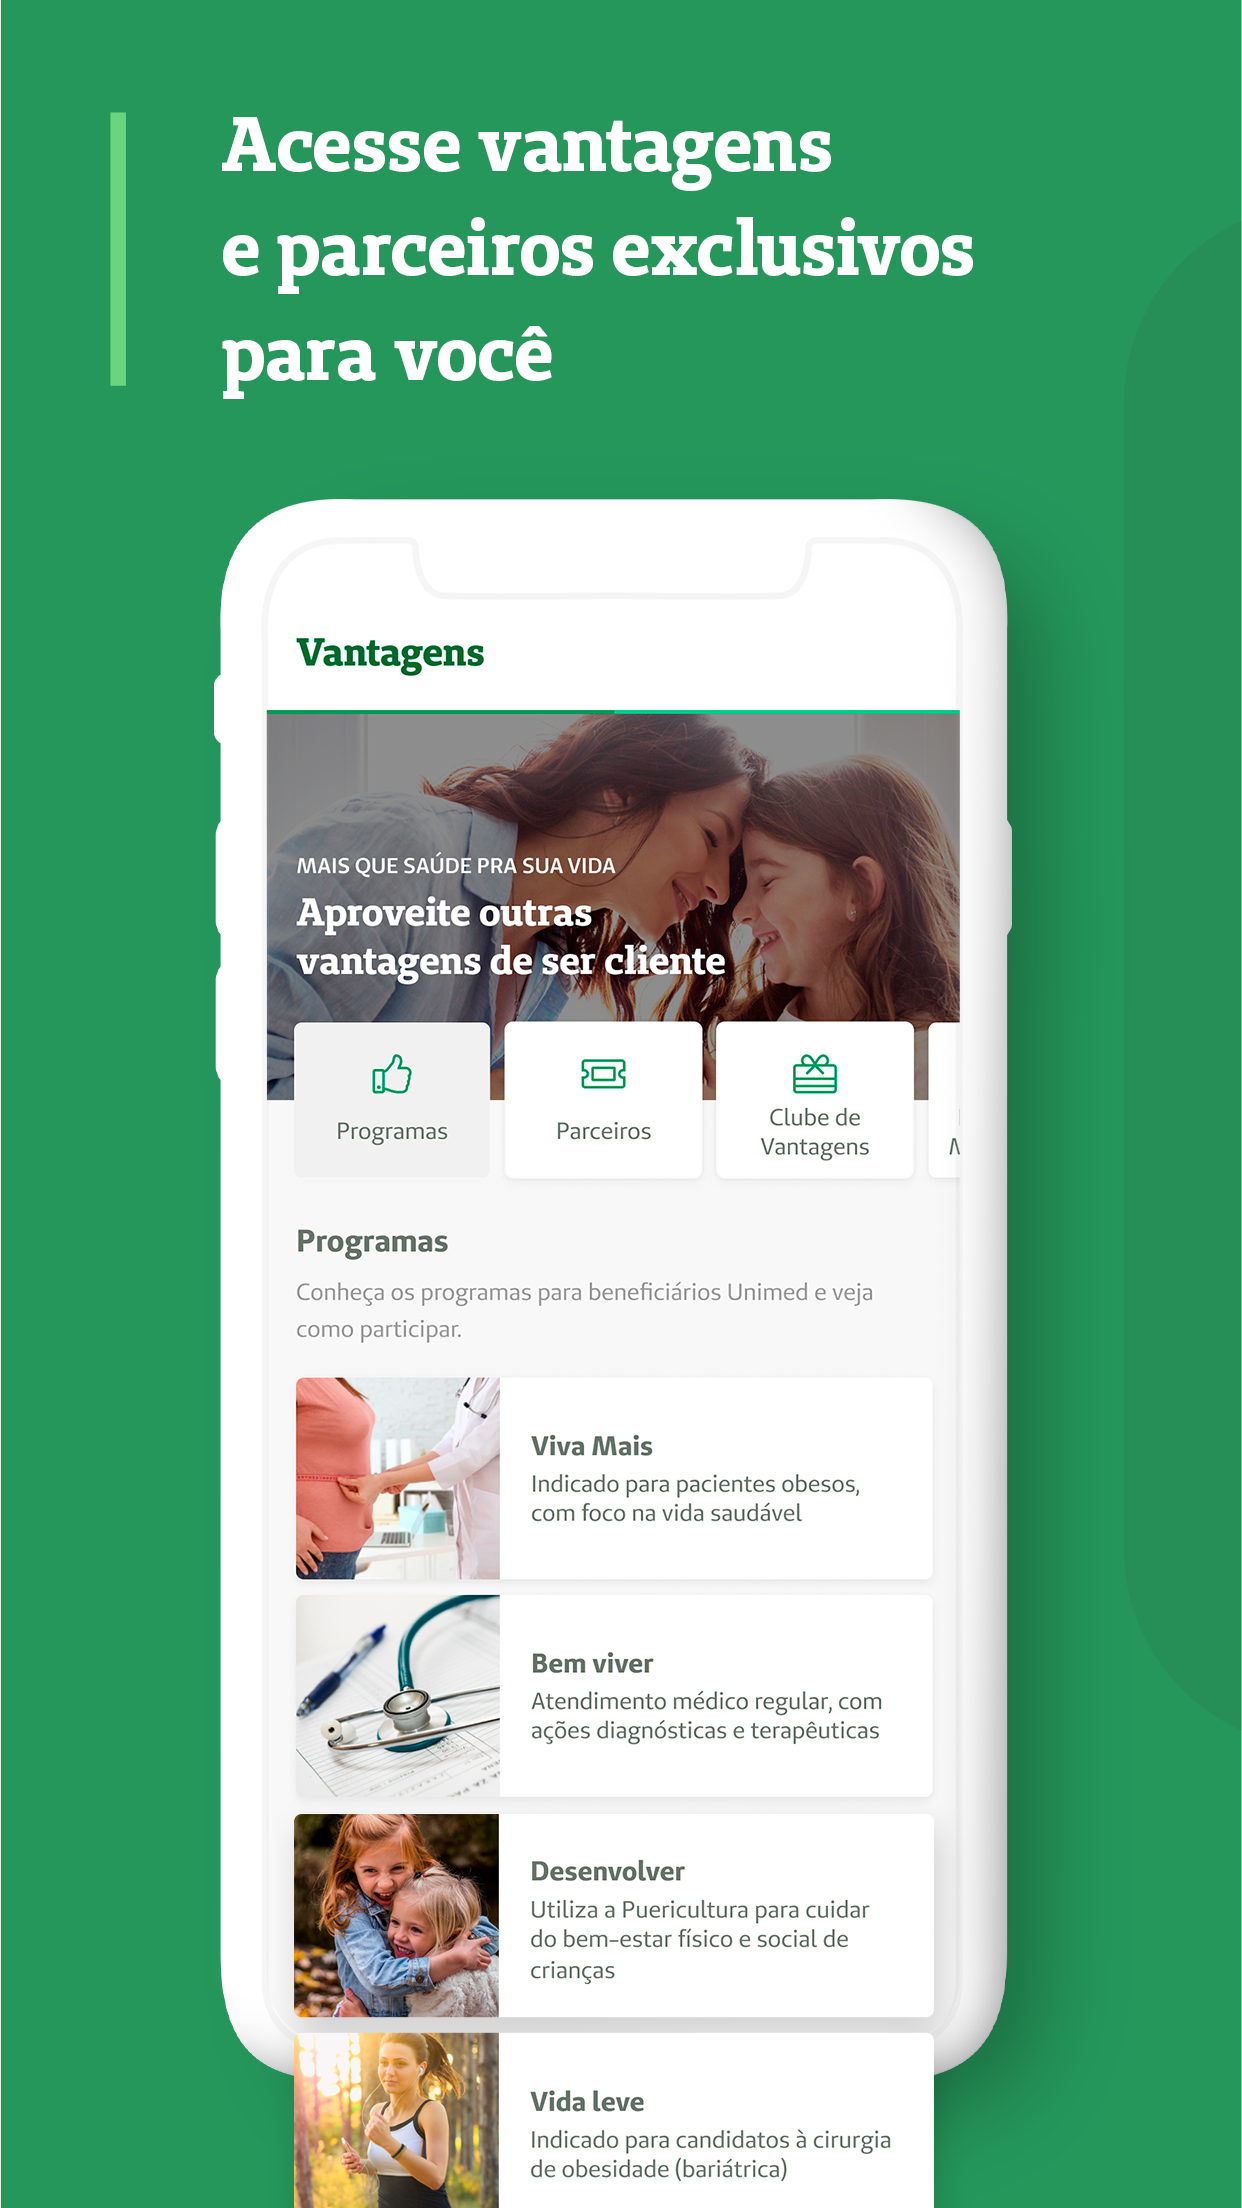 Acesse vantagens
e parceiros exclusivos
para você
Vantagens
MAIS QUE SAÚDE PRA SUA VIDA
Aproveite outras
vantagens de ser cliente
Programas
Parceiros
Clube de
Vantagens
Programas
Conheça os programas para beneficiários Unimed e veja
como participar.
Viva Mais
Indicado para pacientes obesos,
com foco na vida saudável
Bem viver
Atendimento médico regular, com
ações diagnósticas e terapêuticas
Desenvolver
Utiliza a Puericultura para cuidar
do bem-estar físico e social de
crianças
Vida leve
Indicado para candidatos à cirurgia
de obesidade (bariátrica)